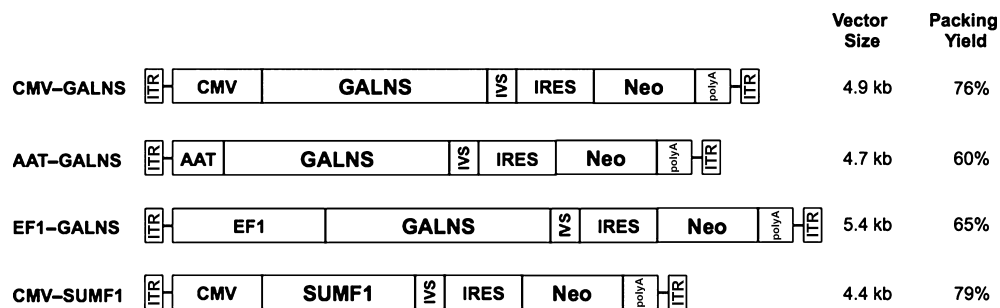 Vector Size Packing Yield
CMV–GALNS ITR CMV GALNS IVS IRES Neo polyA ITR 4.9 kb 76%
AAT–GALNS ITR AAT GALNS IVS IRES Neo polyA ITR 4.7 kb 60%
EF1–GALNS ITR EF1 GALNS IVS IRES Neo polyA ITR 5.4 kb 65%
CMV–SUMF1 ITR CMV SUMF1 IVS IRES Neo polyA ITR 4.4 kb 79%